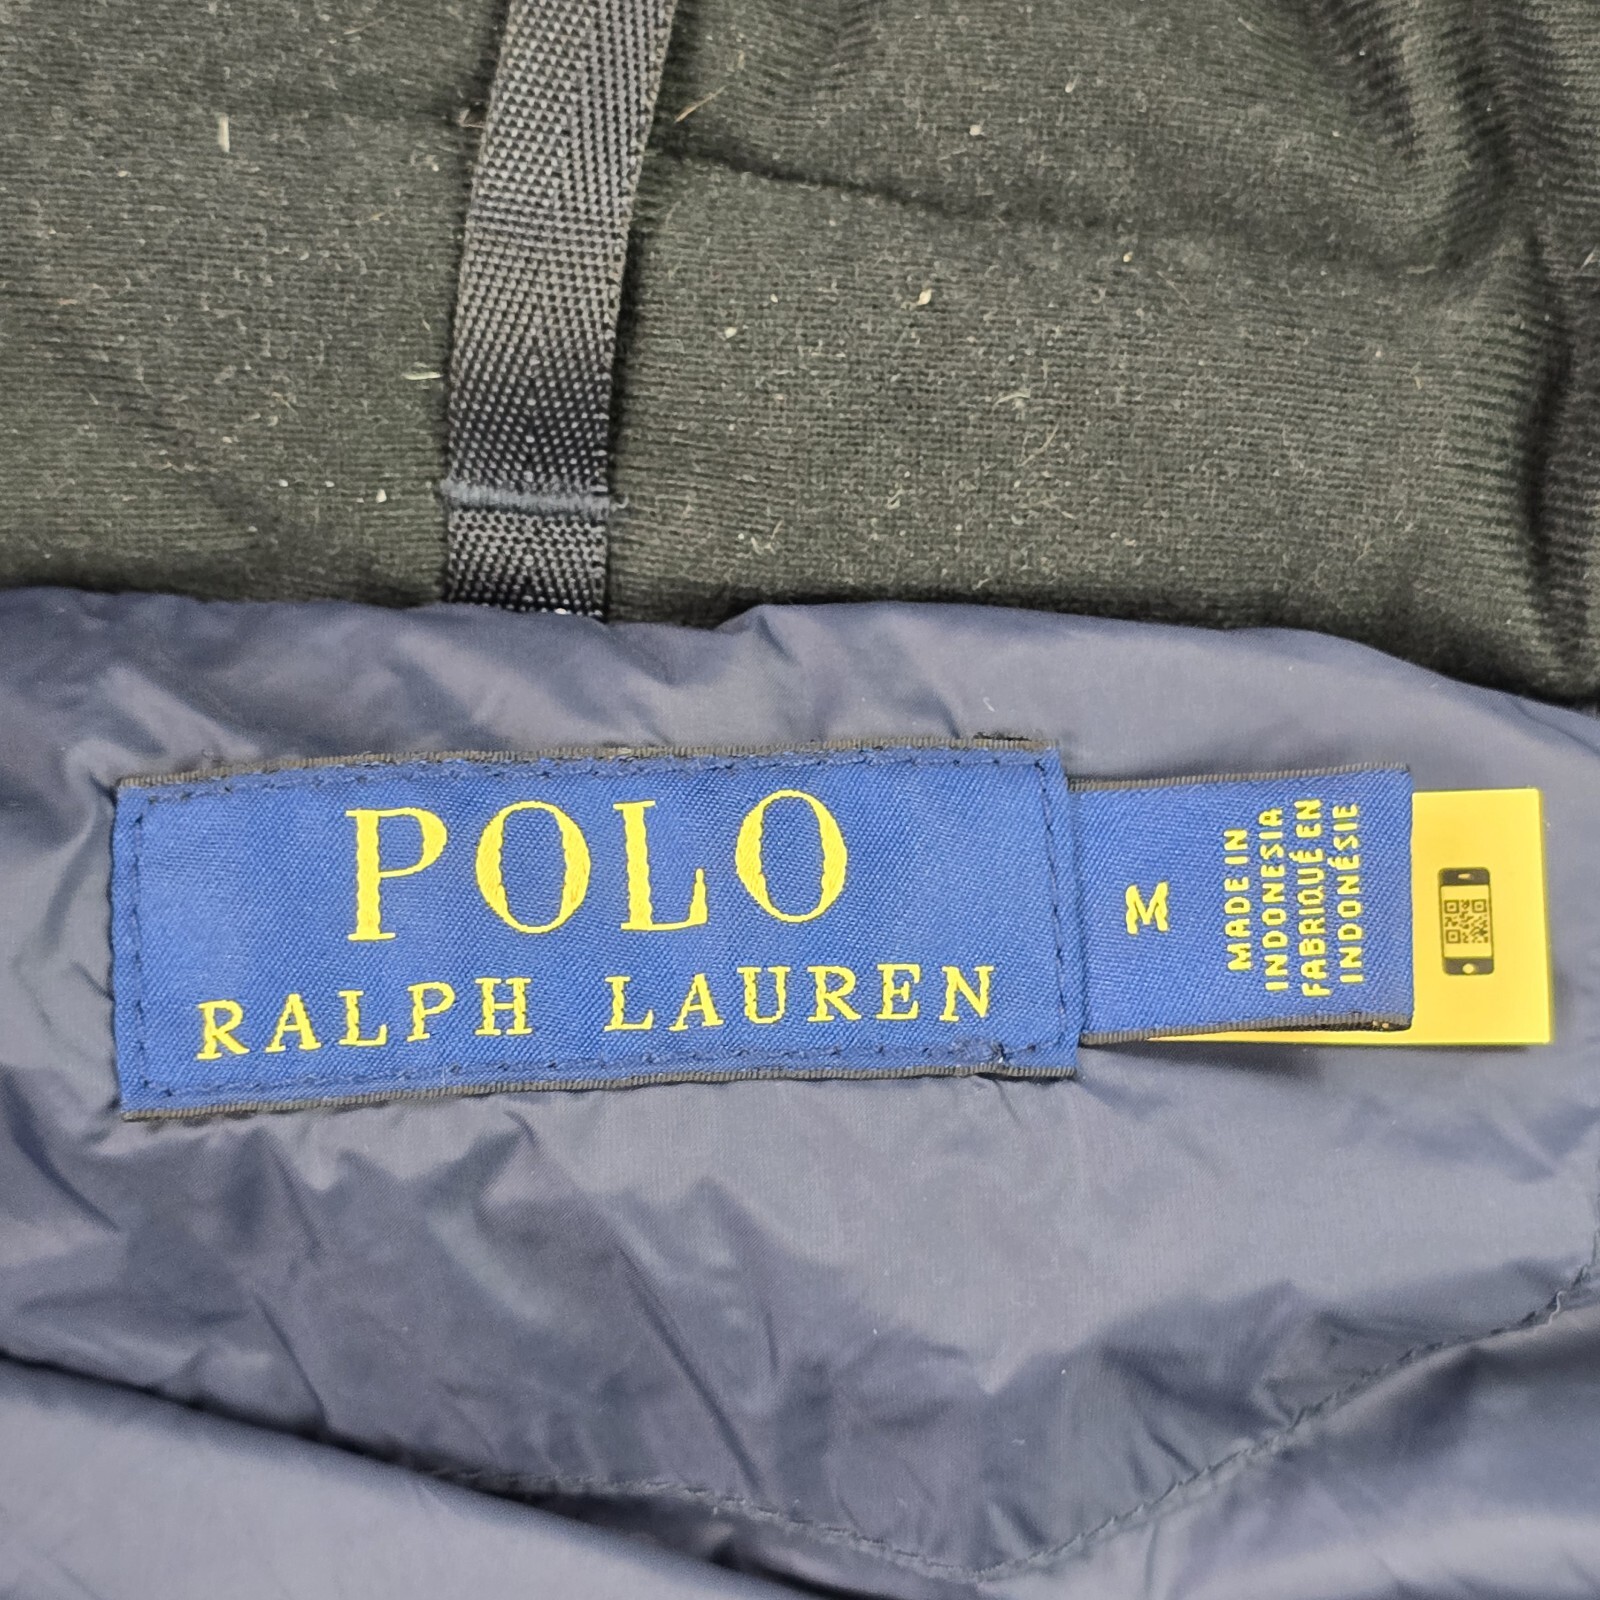 POLO
RALPH LAUREN
M
MADE IN
INDONESIA
FABRIQUÉ EN
INDONÉSIE